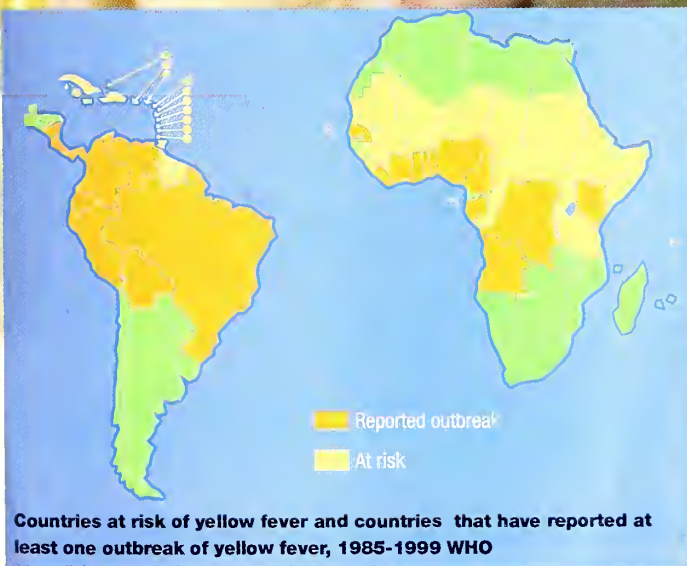 Reported outbreak
At risk
Countries at risk of yellow fever and countries that have reported at
least one outbreak of yellow fever, 1985-1999 WHO